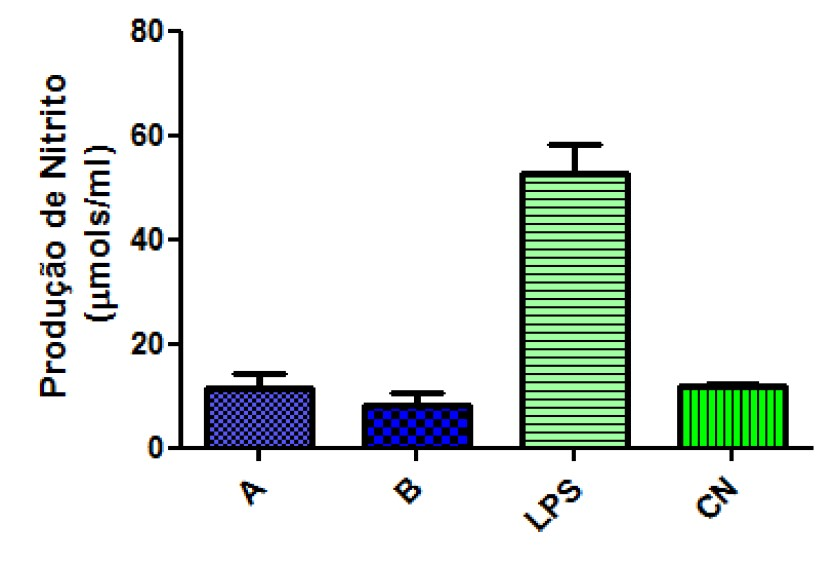 Produção de Nitrito
(µmols/ml)
80
60
40
20
0
A
B
LPS
CN